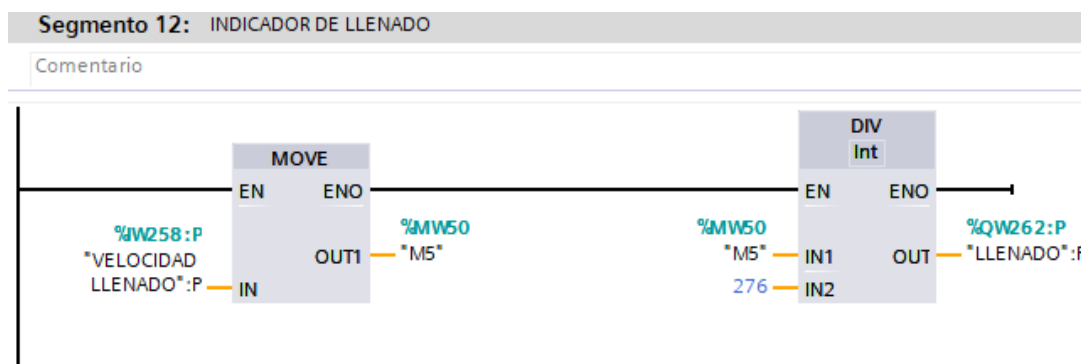 Segmento 12: INDICADOR DE LLENADO
Comentario
MOVE
EN ENO
%IW258:P
"VELOCIDAD
LLENADO":P
IN
OUT1
%MW50
"M5"
DIV
Int
EN ENO
%MW50
"M5"
IN1
276
IN2
OUT
%QW262:P
"LLENADO":P